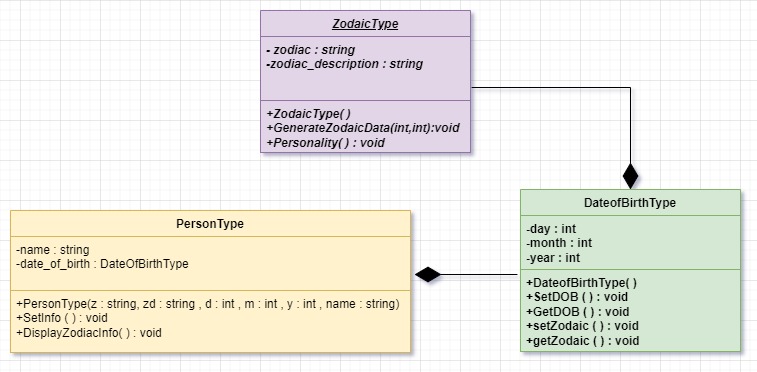 ZodaicType
- zodiac : string
-zodiac_description : string
+ZodaicType( )
+GenerateZodaicData(int,int):void
+Personality( ) : void
DateofBirthType
-day : int
-month : int
-year : int
+DateofBirthType( )
+SetDOB ( ) : void
+GetDOB ( ) : void
+setZodaic ( ) : void
+getZodaic ( ) : void
PersonType
-name : string
-date_of_birth : DateOfBirthType
+PersonType(z : string, zd : string , d : int , m : int , y : int , name : string)
+SetInfo ( ) : void
+DisplayZodiacInfo( ) : void